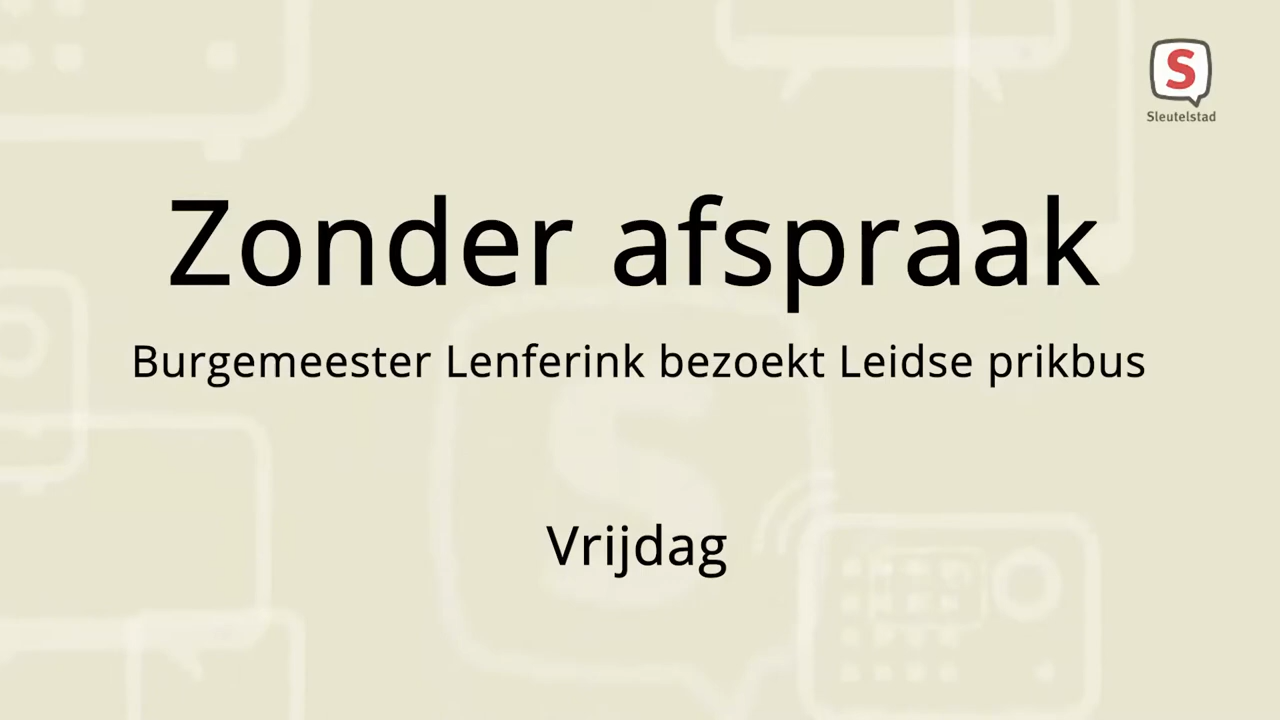 S
Sleutelstad
Zonder afspraak
Burgemeester Lenferink bezoekt Leidse prikbus
Vrijdag